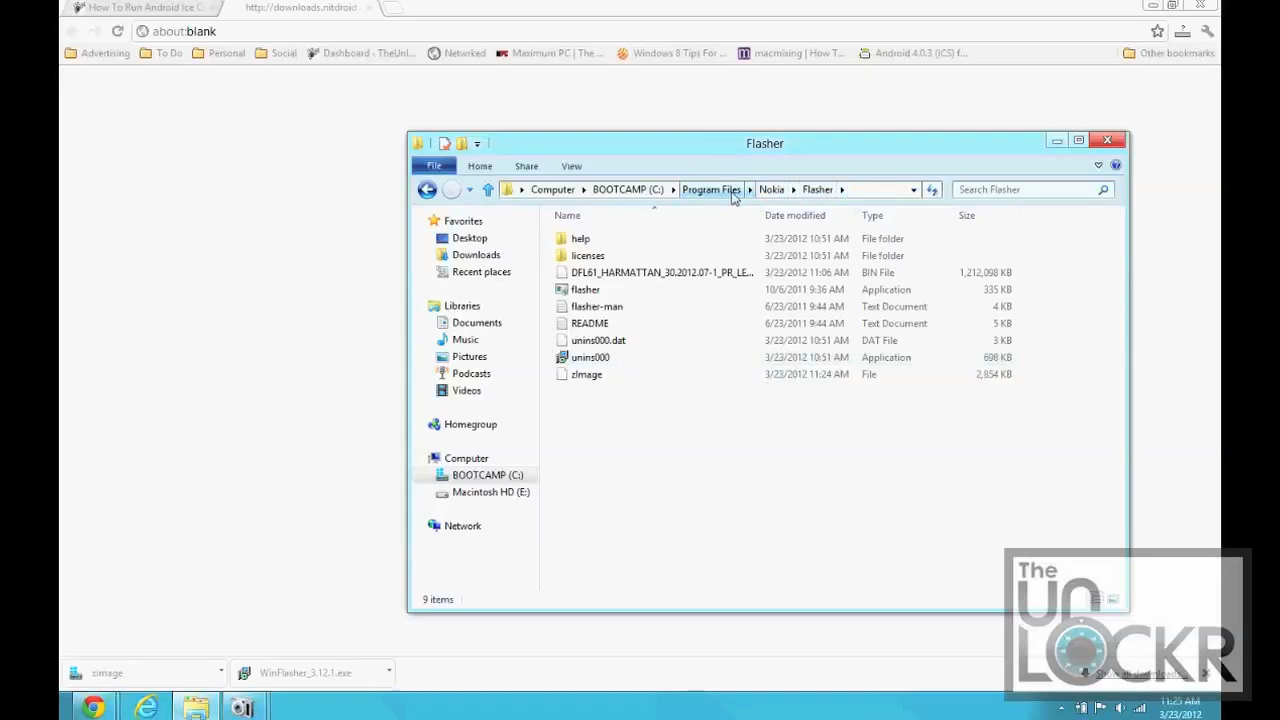 How To Run Android Ice C
http://downloads.nitdroid
about:blank
Advertising To Do Personal Social Dashboard ‹ TheUnl... Netwrked Maximum PC | The ... Windows 8 Tips For ... macmixing | How T... Android 4.0.3 (ICS) f... Other bookmarks
Flasher
File Home Share View
Computer BOOTCAMP (C:) Program Files Nokia Flasher Search Flasher
Name Date modified Type Size
Favorites
Desktop
Downloads
Recent places
Libraries
Documents
Music
Pictures
Podcasts
Videos
Homegroup
Computer
BOOTCAMP (C:)
Macintosh HD (E:)
Network
help 3/23/2012 10:51 AM File folder
licenses 3/23/2012 10:51 AM File folder
DFL61_HARMATTAN_30.2012.07-1_PR_LE... 3/23/2012 11:06 AM BIN File 1,212,098 KB
flasher 10/6/2011 9:36 AM Application 335 KB
flasher-man 6/23/2011 9:44 AM Text Document 4 KB
README 6/23/2011 9:44 AM Text Document 5 KB
unins000.dat 3/23/2012 10:51 AM DAT File 3 KB
unins000 3/23/2012 10:51 AM Application 698 KB
zImage 3/23/2012 11:24 AM File 2,854 KB
9 items
The
UNLOCKR
zImage
WinFlasher_3.12.1.exe
Show all downloads...
11:25 AM
3/23/2012